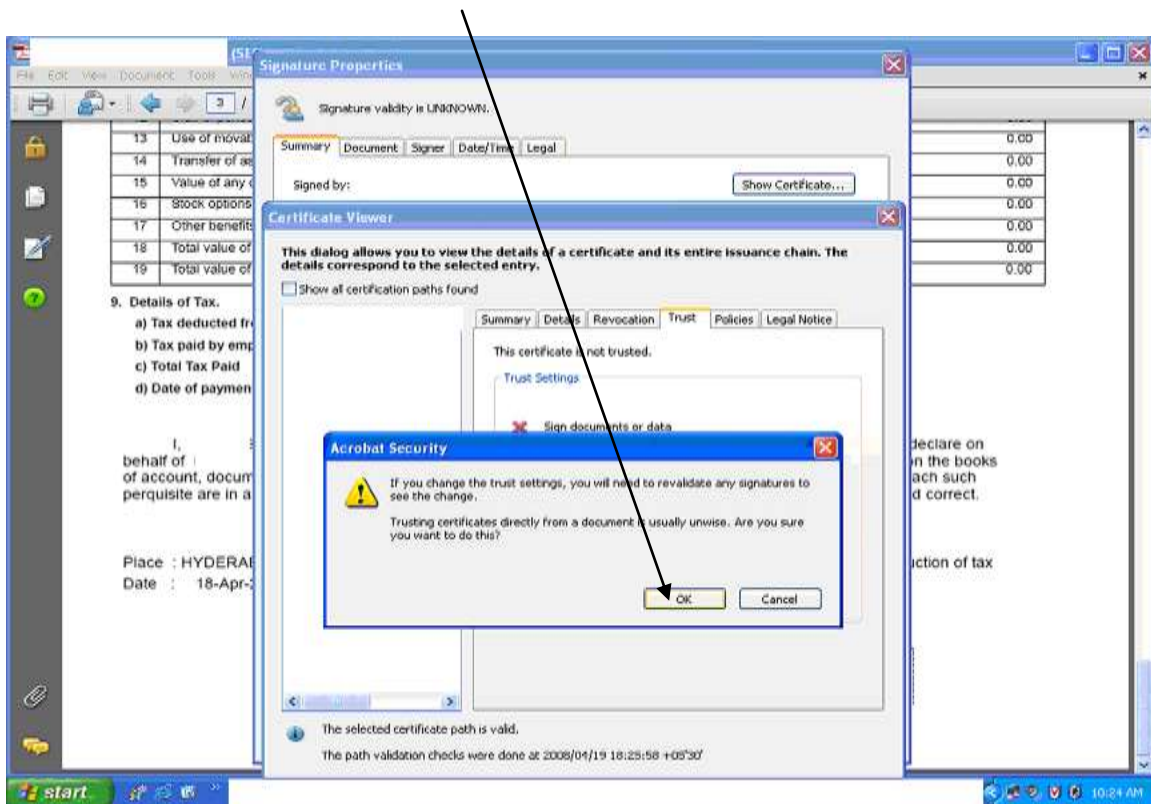 Signature Properties
File Edit View Document Tools
3 /
Signature validity is UNKNOWN.
Summary Document Signer Date/Time Legal
Signed by:
Show Certificate...
13 Use of movab 0.00
14 Transfer of as 0.00
15 Value of any 0.00
16 Stock options 0.00
17 Other benefits 0.00
18 Total value of 0.00
19 Total value of 0.00
9. Details of Tax.
a) Tax deducted fr
b) Tax paid by emp
c) Total Tax Paid
d) Date of paymen
Certificate Viewer
This dialog allows you to view the details of a certificate and its entire issuance chain. The
details correspond to the selected entry.
Show all certification paths found
Summary Details Revocation Trust Policies Legal Notice
This certificate is not trusted.
Trust Settings
Sign documents or data
Acrobat Security
If you change the trust settings, you will need to revalidate any signatures to
see the change.
Trusting certificates directly from a document is usually unwise. Are you sure
you want to do this?
OK Cancel
I, declare on
behalf of on the books
of account, docum ach such
perquisite are in a d correct.
Place : HYDERA uction of tax
Date : 18-Apr-
The selected certificate path is valid.
The path validation checks were done at 2008/04/19 18:25:58 +05'30'
start 10:24 AM